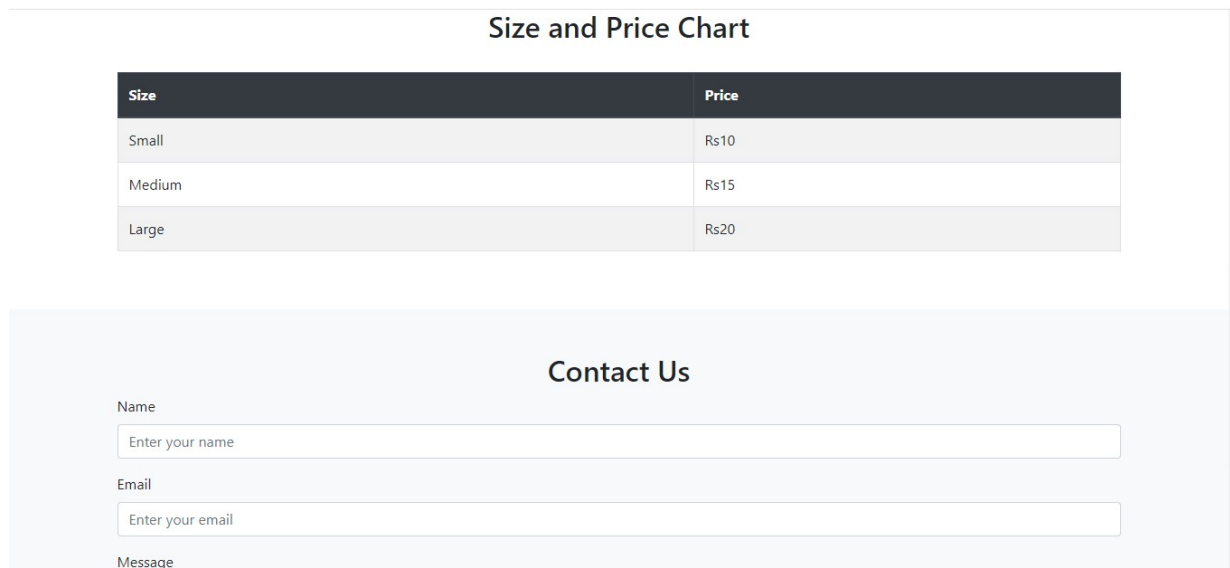 Size and Price Chart
Size Price
Small Rs10
Medium Rs15
Large Rs20
Contact Us
Name
Enter your name
Email
Enter your email
Message